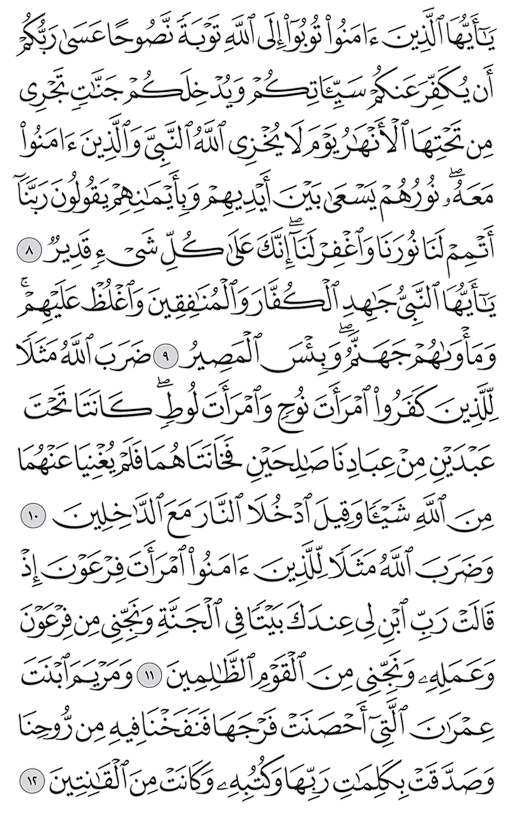 يَـٰٓأَيُّهَا ٱلَّذِينَ ءَامَنُوا۟ تُوبُوٓا۟ إِلَى ٱللَّهِ تَوْبَةً نَّصُوحًا عَسَىٰ رَبُّكُمْ
أَن يُكَفِّرَ عَنكُمْ سَيِّـَٔاتِكُمْ وَيُدْخِلَكُمْ جَنَّـٰتٍ تَجْرِى
مِن تَحْتِهَا ٱلْأَنْهَـٰرُ يَوْمَ لَا يُخْزِى ٱللَّهُ ٱلنَّبِىَّ وَٱلَّذِينَ ءَامَنُوا۟
مَعَهُۥ ۖ نُورُهُمْ يَسْعَىٰ بَيْنَ أَيْدِيهِمْ وَبِأَيْمَـٰنِهِمْ يَقُولُونَ رَبَّنَآ
أَتْمِمْ لَنَا نُورَنَا وَٱغْفِرْ لَنَآ ۖ إِنَّكَ عَلَىٰ كُلِّ شَىْءٍ قَدِيرٌ ٨
يَـٰٓأَيُّهَا ٱلنَّبِىُّ جَـٰهِدِ ٱلْكُفَّارَ وَٱلْمُنَـٰفِقِينَ وَٱغْلُظْ عَلَيْهِمْ ۚ
وَمَأْوَىٰهُمْ جَهَنَّمُ ۖ وَبِئْسَ ٱلْمَصِيرُ ٩ ضَرَبَ ٱللَّهُ مَثَلًا
لِّلَّذِينَ كَفَرُوا۟ ٱمْرَأَتَ نُوحٍ وَٱمْرَأَتَ لُوطٍ ۖ كَانَتَا تَحْتَ
عَبْدَيْنِ مِنْ عِبَادِنَا صَـٰلِحَيْنِ فَخَانَتَاهُمَا فَلَمْ يُغْنِيَا عَنْهُمَا
مِنَ ٱللَّهِ شَيْـًٔا وَقِيلَ ٱدْخُلَا ٱلنَّارَ مَعَ ٱلدَّٰخِلِينَ ١٠
وَضَرَبَ ٱللَّهُ مَثَلًا لِّلَّذِينَ ءَامَنُوا۟ ٱمْرَأَتَ فِرْعَوْنَ إِذْ
قَالَتْ رَبِّ ٱبْنِ لِى عِندَكَ بَيْتًا فِى ٱلْجَنَّةِ وَنَجِّنِى مِن فِرْعَوْنَ
وَعَمَلِهِۦ وَنَجِّنِى مِنَ ٱلْقَوْمِ ٱلظَّـٰلِمِينَ ١١ وَمَرْيَمَ ٱبْنَتَ
عِمْرَٰنَ ٱلَّتِىٓ أَحْصَنَتْ فَرْجَهَا فَنَفَخْنَا فِيهِ مِن رُّوحِنَا
وَصَدَّقَتْ بِكَلِمَـٰتِ رَبِّهَا وَكُتُبِهِۦ وَكَانَتْ مِنَ ٱلْقَـٰنِتِينَ ١٢